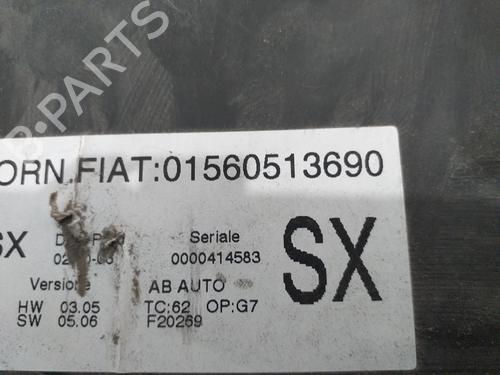 B-PARTS
ORN.FIAT:01560513690
SX
Seriale
SX
0000414583
Versione
AB AUTO
HW 03.05 TC:62 OP:G7
SW 05.06 F20269